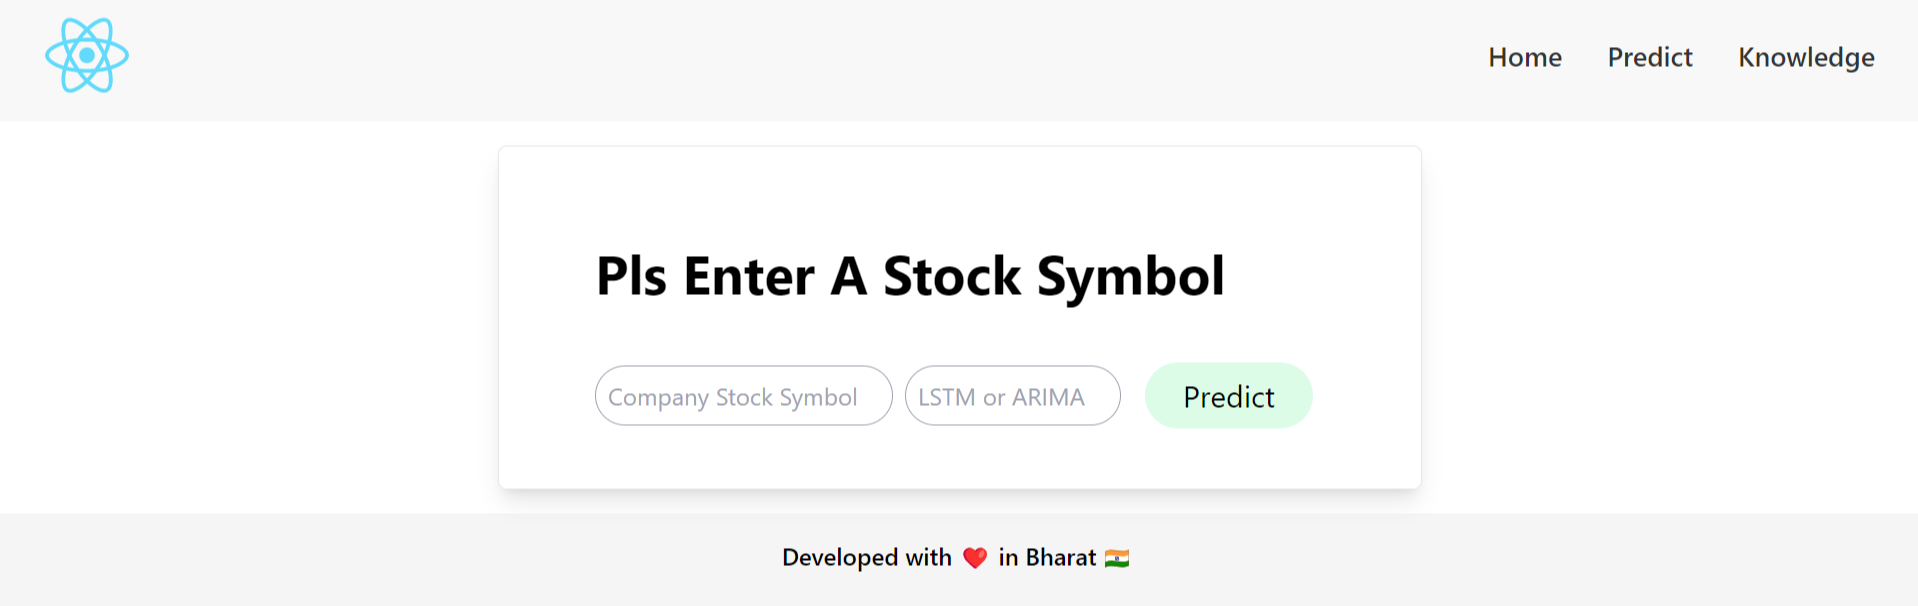 Home Predict Knowledge
Pls Enter A Stock Symbol
Company Stock Symbol LSTM or ARIMA Predict
Developed with ❤️ in Bharat 🇮🇳